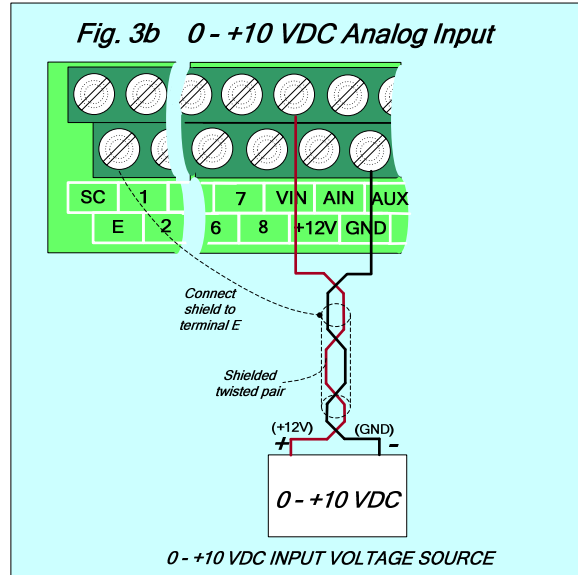 Fig. 3b 0 - +10 VDC Analog Input
SC 1 7 VIN AIN AUX
E 2 6 8 +12V GND
Connect
shield to
terminal E
Shielded
twisted pair
(+12V) (GND)
+ -
0 - +10 VDC
0 - +10 VDC INPUT VOLTAGE SOURCE